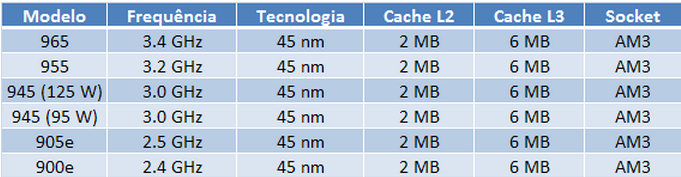 Modelo Frequência Tecnologia Cache L2 Cache L3 Socket
965 3.4 GHz 45 nm 2 MB 6 MB AM3
955 3.2 GHz 45 nm 2 MB 6 MB AM3
945 (125 W) 3.0 GHz 45 nm 2 MB 6 MB AM3
945 (95 W) 3.0 GHz 45 nm 2 MB 6 MB AM3
905e 2.5 GHz 45 nm 2 MB 6 MB AM3
900e 2.4 GHz 45 nm 2 MB 6 MB AM3